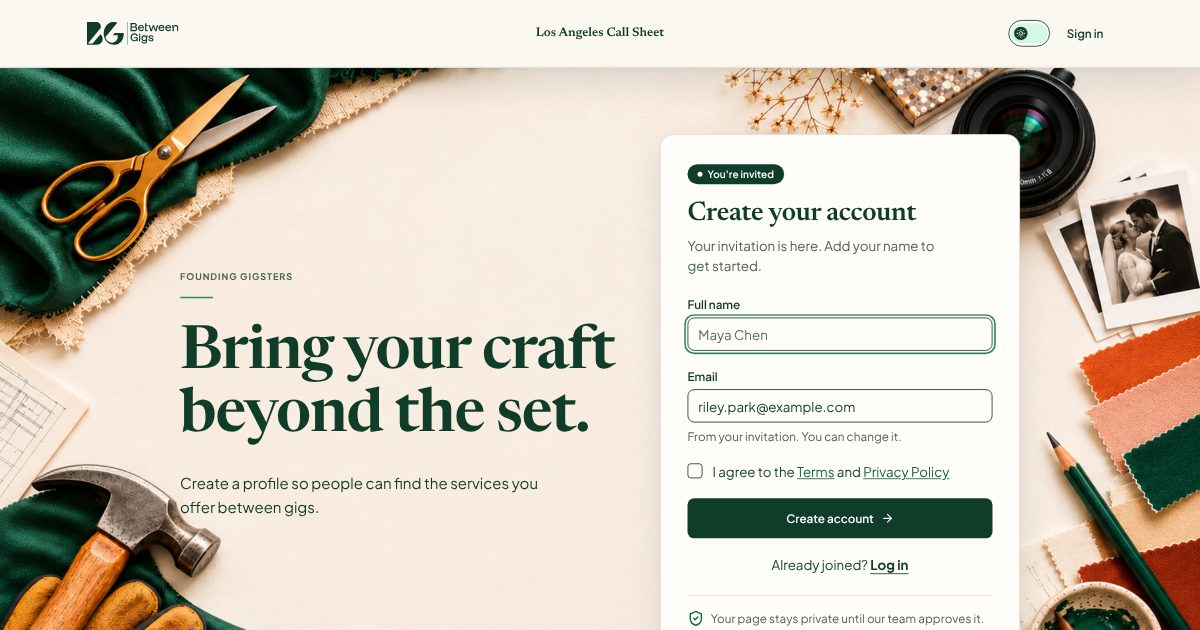 Between
Gigs
Los Angeles Call Sheet
Sign in
FOUNDING GIGSTERS
Bring your craft
beyond the set.
Create a profile so people can find the services you
offer between gigs.
You're invited
Create your account
Your invitation is here. Add your name to
get started.
Full name
Maya Chen
Email
riley.park@example.com
From your invitation. You can change it.
I agree to the Terms and Privacy Policy
Create account →
Already joined? Log in
Your page stays private until our team approves it.